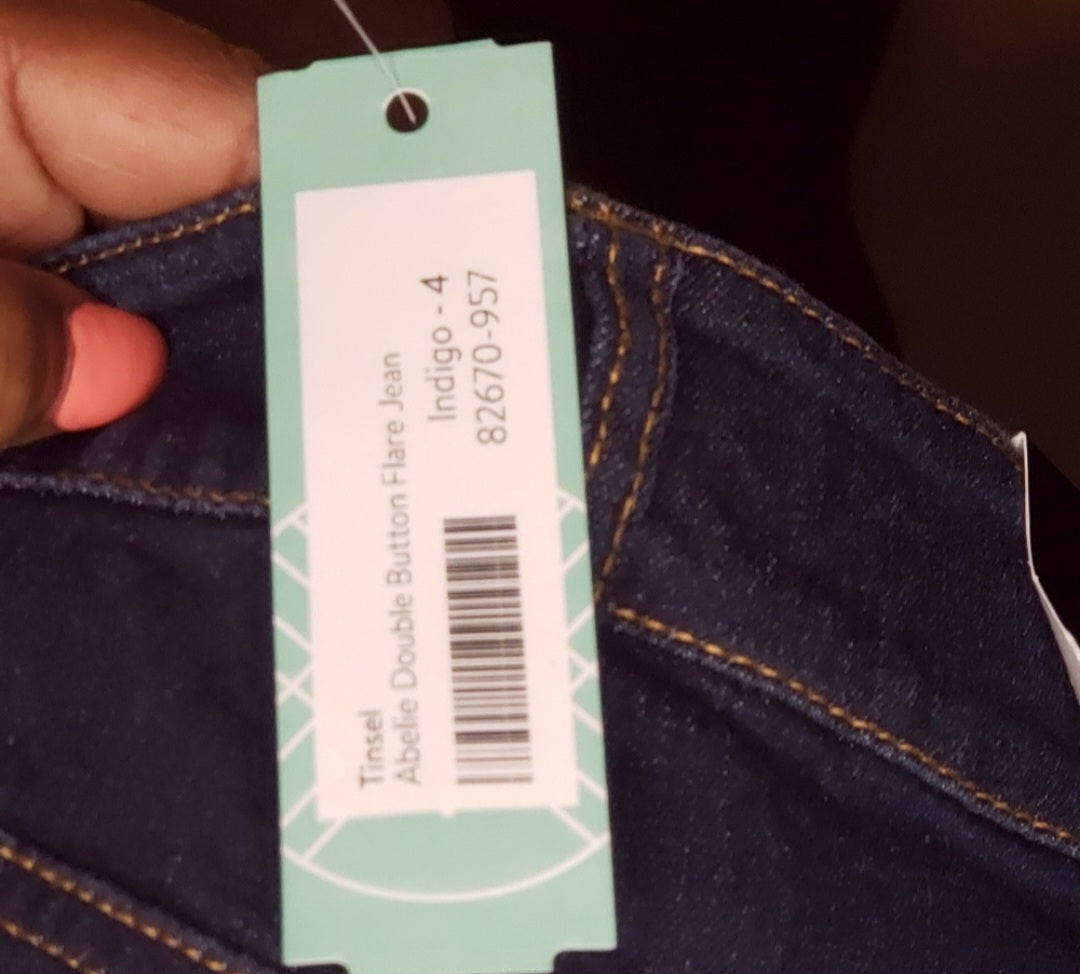 Tinsel
Abelie Double Button Flare Jean
Indigo - 4
82670-957